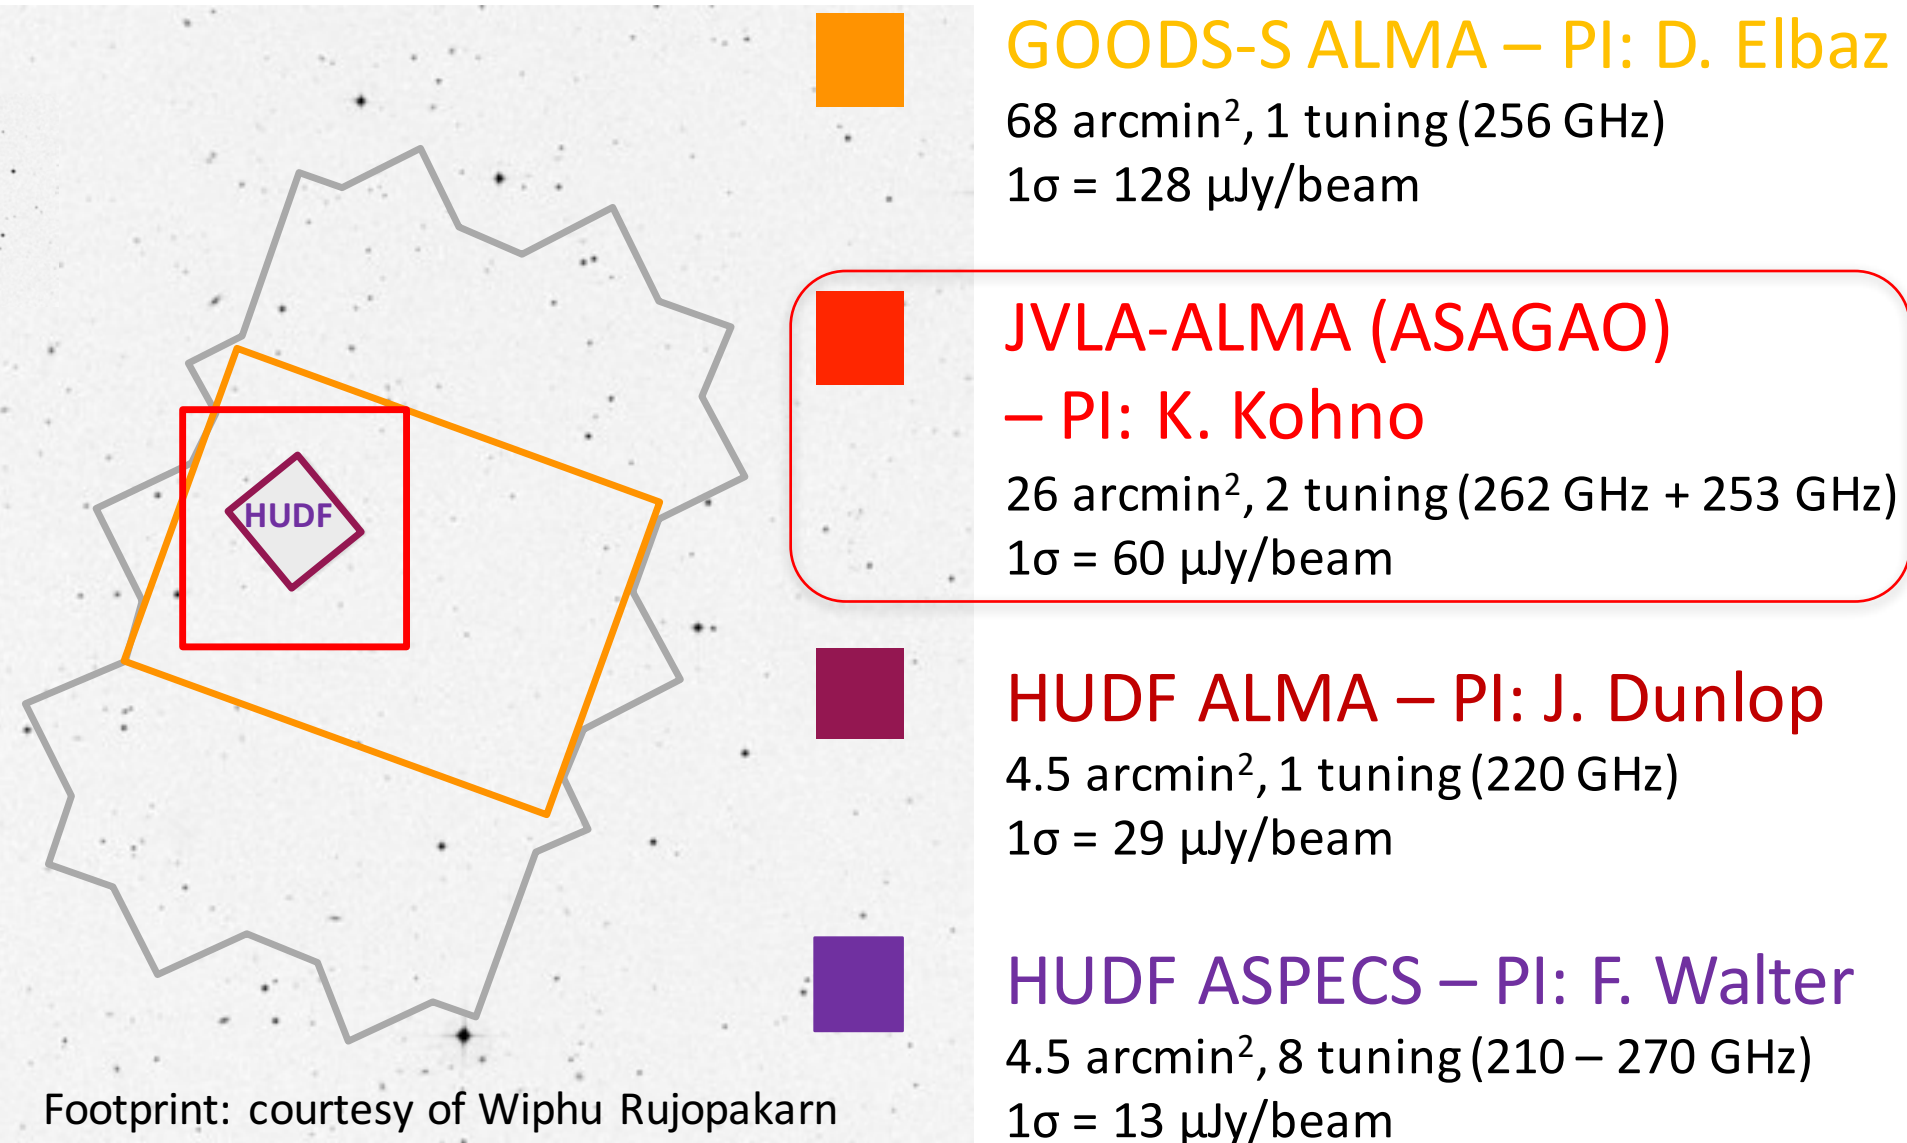 GOODS-S ALMA – PI: D. Elbaz
68 arcmin², 1 tuning (256 GHz)
1σ = 128 μJy/beam
JVLA-ALMA (ASAGAO)
– PI: K. Kohno
26 arcmin², 2 tuning (262 GHz + 253 GHz)
1σ = 60 μJy/beam
HUDF
HUDF ALMA – PI: J. Dunlop
4.5 arcmin², 1 tuning (220 GHz)
1σ = 29 μJy/beam
HUDF ASPECS – PI: F. Walter
4.5 arcmin², 8 tuning (210 – 270 GHz)
1σ = 13 μJy/beam
Footprint: courtesy of Wiphu Rujopakarn